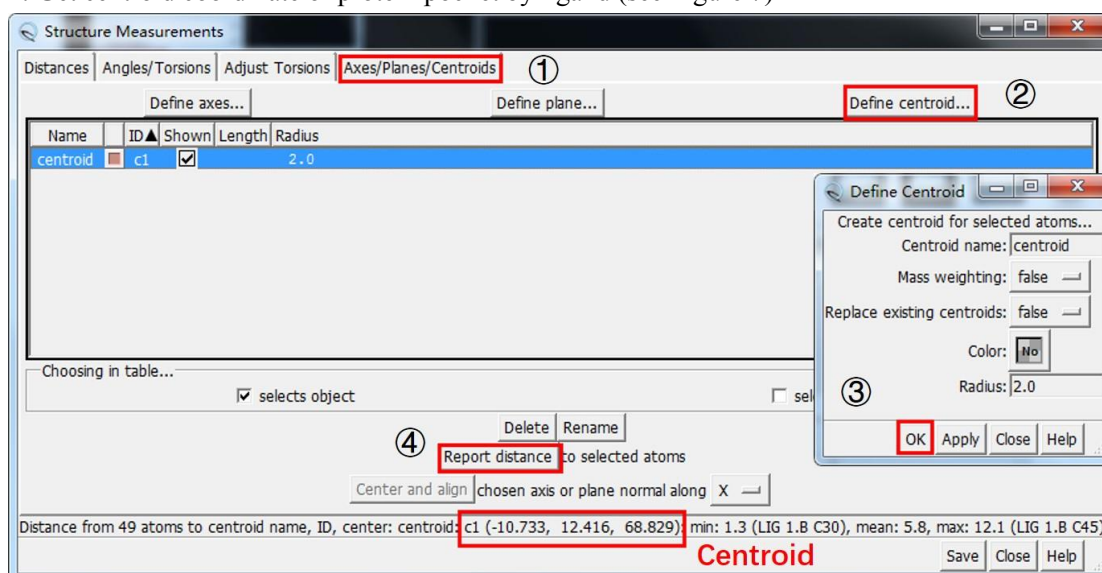 Structure Measurements
Distances Angles/Torsions Adjust Torsions Axes/Planes/Centroids ①
Define axes... Define plane... Define centroid... ②
Name ID▲ Shown Length Radius
centroid c1 2.0
Define Centroid
Create centroid for selected atoms...
Centroid name: centroid
Mass weighting: false
Replace existing centroids: false
Color: No
Radius: 2.0
③
OK Apply Close Help
Choosing in table...
selects object sel
Delete Rename
④
Report distance to selected atoms
Center and align chosen axis or plane normal along X
Distance from 49 atoms to centroid name, ID, center: centroid: c1 (-10.733, 12.416, 68.829): min: 1.3 (LIG 1.B C30), mean: 5.8, max: 12.1 (LIG 1.B C45)
Centroid
Save Close Help